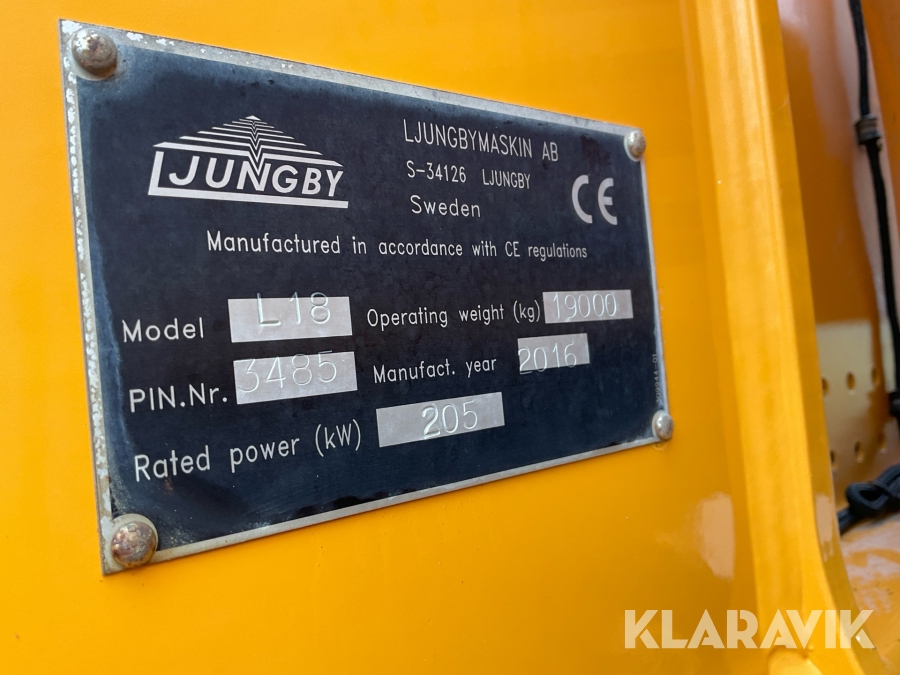 LJUNGBY
LJUNGBYMASKIN AB
S-34126 LJUNGBY
Sweden
CE
Manufactured in accordance with CE regulations
Model L18 Operating weight (kg) 19000
PIN.Nr. 3485 Manufact. year 2016
Rated power (kW) 205
KLARAVIK